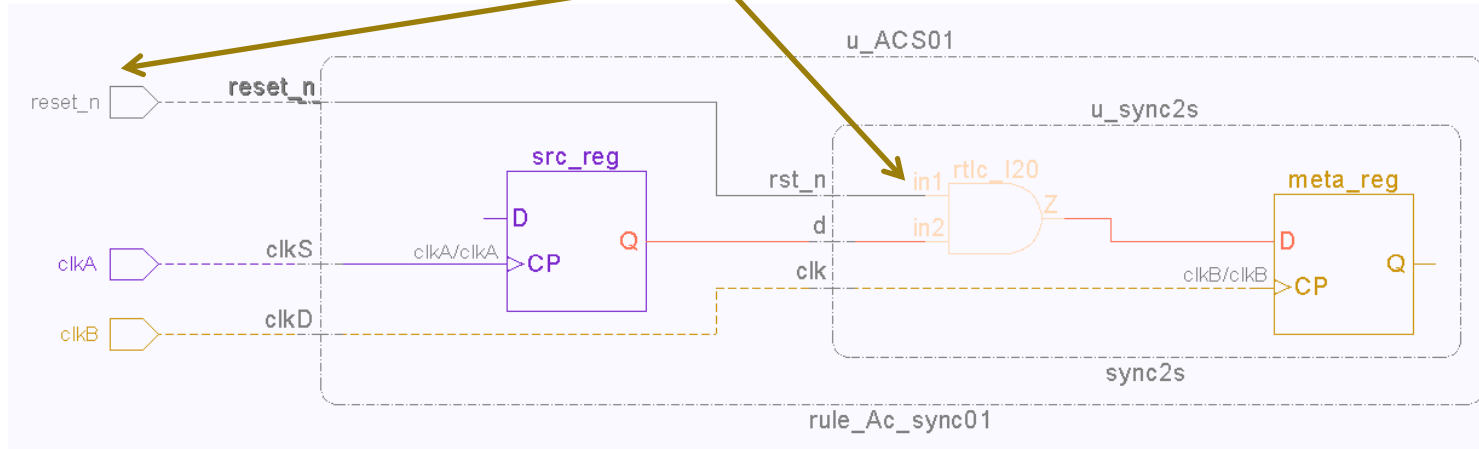 u_ACS01
reset_n
reset_n
u_sync2s
src_reg
rst_n
in1
rtlc_I20
meta_reg
D
Z
d
in2
Q
D
clkA
clkS
clkA/clkA
CP
clk
clkB/clkB
Q
CP
clkB
clkD
sync2s
rule_Ac_sync01